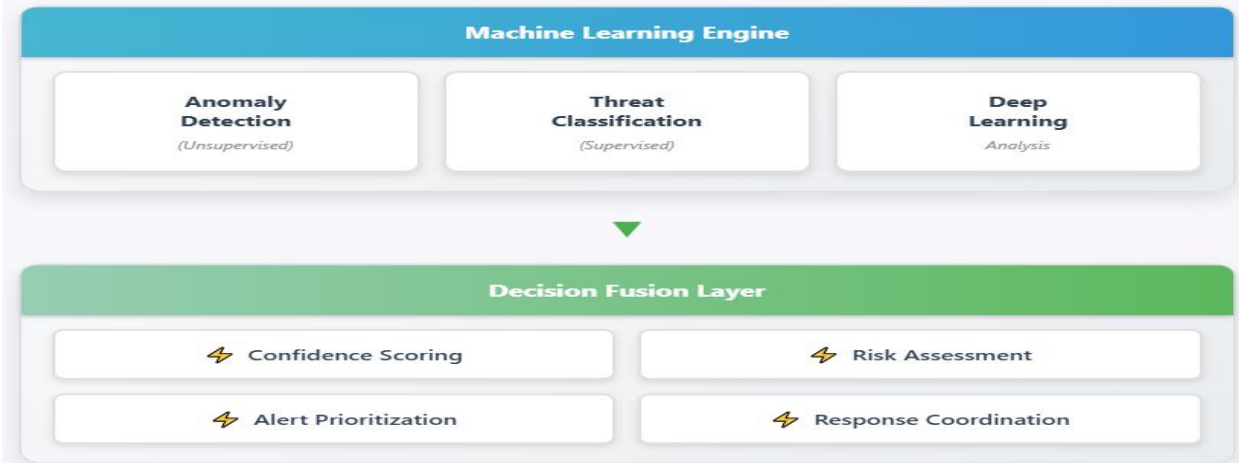 Machine Learning Engine
Anomaly
Detection
(Unsupervised)
Threat
Classification
(Supervised)
Deep
Learning
Analysis
Decision Fusion Layer
Confidence Scoring
Risk Assessment
Alert Prioritization
Response Coordination